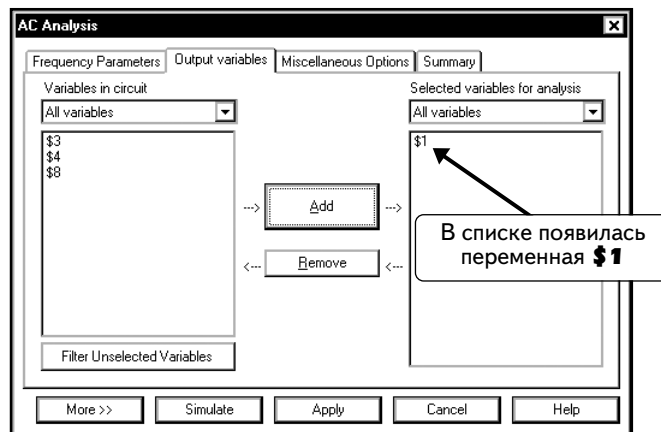 AC Analysis
Frequency Parameters Output variables Miscellaneous Options Summary
Variables in circuit
Selected variables for analysis
All variables
All variables
$3
$4
$8
$1
---> Add --->
<--- Remove <---
В списке появилась
переменная $1
Filter Unselected Variables
More >> Simulate Apply Cancel Help